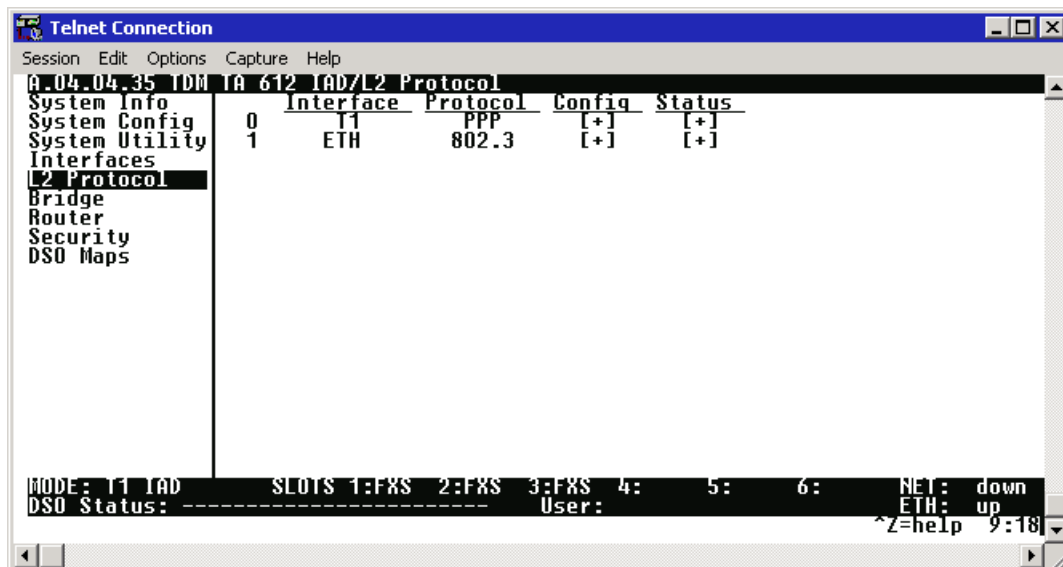 Telnet Connection
Session Edit Options Capture Help
A.04.04.35 TDM TA 612 IAD/L2 Protocol
System Info Interface Protocol Config Status
System Config 0 T1 PPP [+] [+]
System Utility 1 ETH 802.3 [+] [+]
Interfaces
L2 Protocol
Bridge
Router
Security
DSO Maps
MODE: T1 IAD SLOTS 1:FXS 2:FXS 3:FXS 4: 5: 6: NET: down
DSO Status: ------------------------ User: ETH: up
^Z=help 9:18